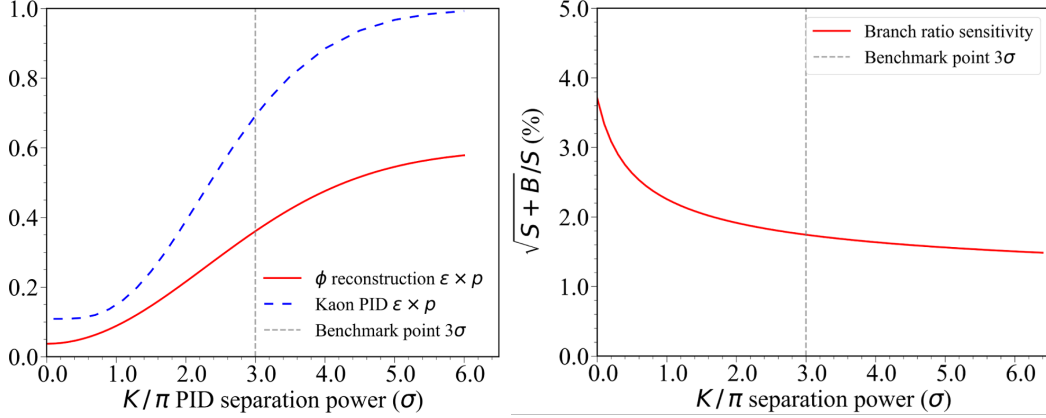 1.0
0.8
0.6
0.4
0.2
0.0
0.0 1.0 2.0 3.0 4.0 5.0 6.0
K/π PID separation power (σ)
ϕ reconstruction ε × p
Kaon PID ε × p
Benchmark point 3σ
5.0
4.0
3.0
2.0
1.0
0.0
√S + B/S (%)
0.0 1.0 2.0 3.0 4.0 5.0 6.0
K/π separation power (σ)
Branch ratio sensitivity
Benchmark point 3σ